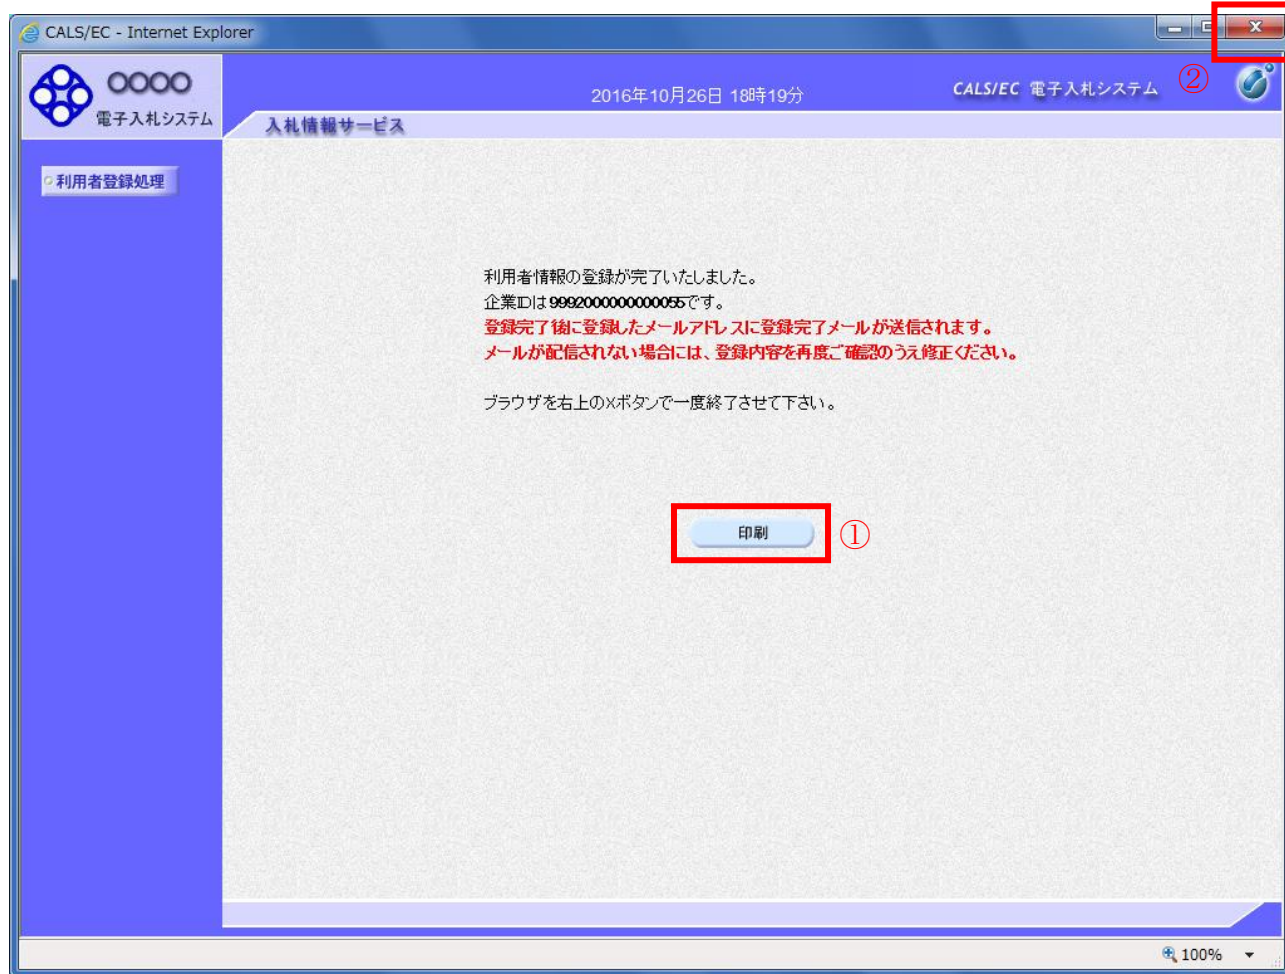 CALS/EC - Internet Explorer
○○○○
電子入札システム
2016年10月26日 18時19分
CALS/EC 電子入札システム
②
入札情報サービス
利用者登録処理
利用者情報の登録が完了いたしました。
企業IDは9992000000000055です。
登録完了後に登録したメールアドレスに登録完了メールが送信されます。
メールが配信されない場合には、登録内容を再度ご確認のうえ修正ください。
ブラウザを右上の×ボタンで一度終了させて下さい。
印刷
①
100%